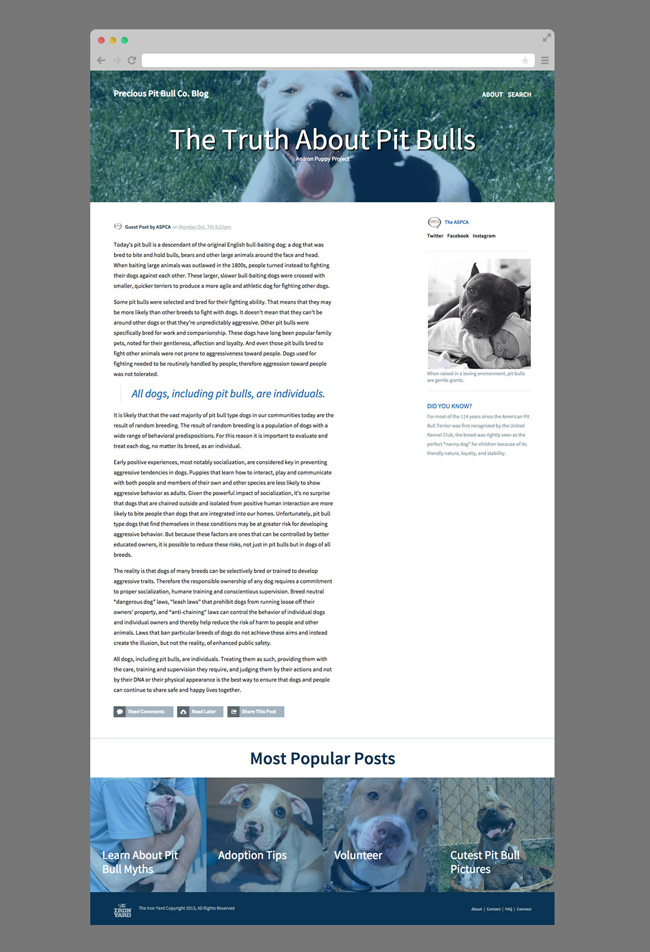 Precious Pit Bull Co. Blog
ABOUT SEARCH
The Truth About Pit Bulls
An Iron Puppy Project
Guest Post by ASPCA on Monday Oct. 7th 8:22pm
Today's pit bull is a descendant of the original English bull-baiting dog: a dog that was
bred to bite and hold bulls, bears and other large animals around the face and head.
When baiting large animals was outlawed in the 1800s, people turned instead to fighting
their dogs against each other. These larger, slower bull-baiting dogs were crossed with
smaller, quicker terriers to produce a more agile and athletic dog for fighting other dogs.
Some pit bulls were selected and bred for their fighting ability. That means that they may
be more likely than other breeds to fight with dogs. It doesn't mean that they can't be
around other dogs or that they're unpredictably aggressive. Other pit bulls were
specifically bred for work and companionship. These dogs have long been popular family
pets, noted for their gentleness, affection and loyalty. And even those pit bulls bred to
fight other animals were not prone to aggressiveness toward people. Dogs used for
fighting needed to be routinely handled by people; therefore aggression toward people
was not tolerated.
All dogs, including pit bulls, are individuals.
It is likely that that the vast majority of pit bull type dogs in our communities today are the
result of random breeding. The result of random breeding is a population of dogs with a
wide range of behavioral predispositions. For this reason it is important to evaluate and
treat each dog, no matter its breed, as an individual.
Early positive experiences, most notably socialization, are considered key in preventing
aggressive tendencies in dogs. Puppies that learn how to interact, play and communicate
with both people and members of their own and other species are less likely to show
aggressive behavior as adults. Given the powerful impact of socialization, it's no surprise
that dogs that are chained outside and isolated from positive human interaction are more
likely to bite people than dogs that are integrated into our homes. Unfortunately, pit bull
type dogs that find themselves in these conditions may be at greater risk for developing
aggressive behavior. But because these factors are ones that can be controlled by better
educated owners, it is possible to reduce these risks, not just in pit bulls but in dogs of all
breeds.
The reality is that dogs of many breeds can be selectively bred or trained to develop
aggressive traits. Therefore the responsible ownership of any dog requires a commitment
to proper socialization, humane training and conscientious supervision. Breed neutral
"dangerous dog" laws, "leash laws" that prohibit dogs from running loose off their
owners' property, and "anti-chaining" laws can control the behavior of individual dogs
and individual owners and thereby help reduce the risk of harm to people and other
animals. Laws that ban particular breeds of dogs do not achieve these aims and instead
create the illusion, but not the reality, of enhanced public safety.
All dogs, including pit bulls, are individuals. Treating them as such, providing them with
the care, training and supervision they require, and judging them by their actions and not
by their DNA or their physical appearance is the best way to ensure that dogs and people
can continue to share safe and happy lives together.
Read Comments Read Later Share This Post
The ASPCA
Twitter Facebook Instagram
When raised in a loving environment, pit bulls
are gentle giants.
DID YOU KNOW?
For most of the 114 years since the American Pit
Bull Terrier was first recognized by the United
Kennel Club, the breed was rightly seen as the
perfect "nanny dog" for children because of its
friendly nature, loyalty, and stability.
Most Popular Posts
Learn About Pit
Bull Myths
Adoption Tips
Volunteer
Cutest Pit Bull
Pictures
THE
IRON
YARD
The Iron Yard Copyright 2013, All Rights Reserved
About | Contact | FAQ | Connect